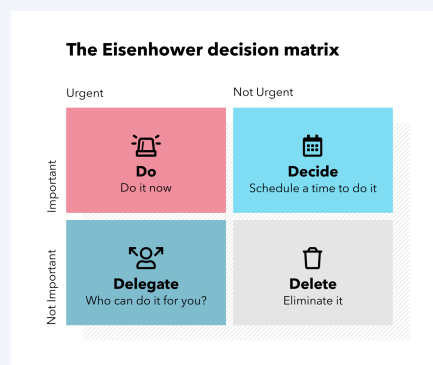 The Eisenhower decision matrix
Urgent
Not Urgent
Important
Do
Do it now
Decide
Schedule a time to do it
Not Important
Delegate
Who can do it for you?
Delete
Eliminate it